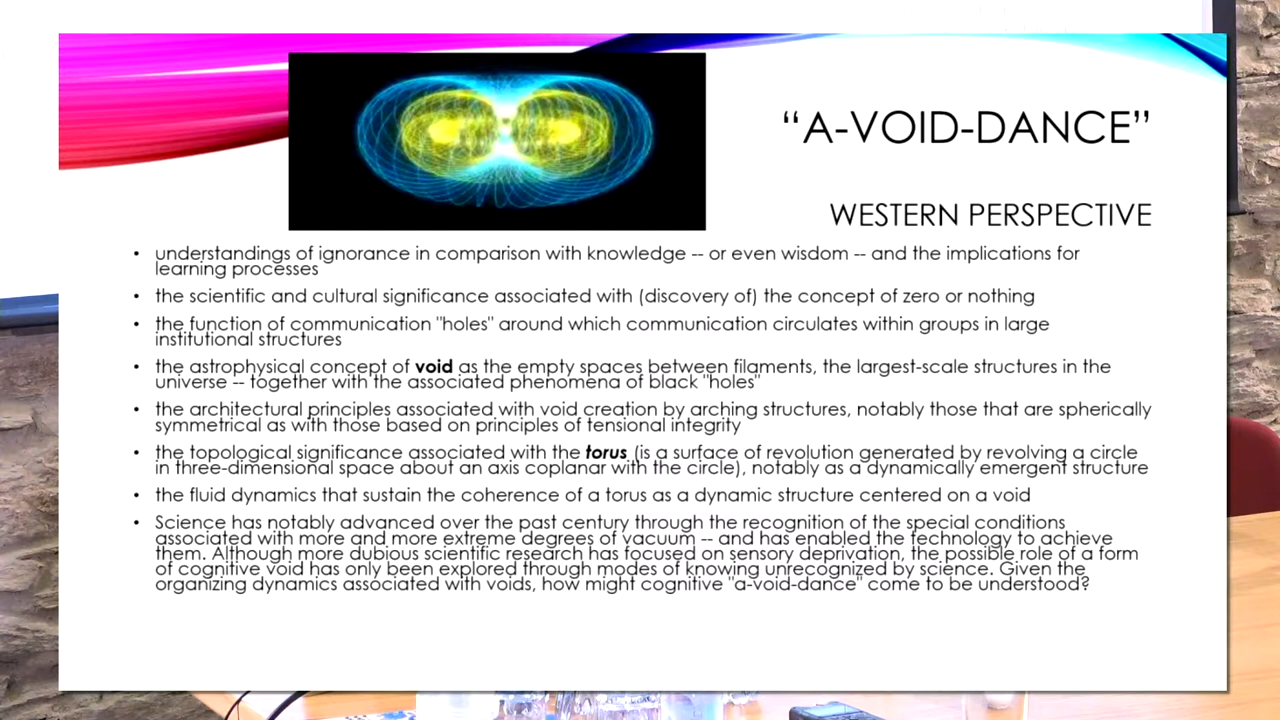 “A-VOID-DANCE”
WESTERN PERSPECTIVE
• understandings of ignorance in comparison with knowledge -- or even wisdom -- and the implications for
learning processes
• the scientific and cultural significance associated with (discovery of) the concept of zero or nothing
• the function of communication "holes" around which communication circulates within groups in large
institutional structures
• the astrophysical concept of void as the empty spaces between filaments, the largest-scale structures in the
universe -- together with the associated phenomena of black "holes"
• the architectural principles associated with void creation by arching structures, notably those that are spherically
symmetrical as with those based on principles of tensional integrity
• the topological significance associated with the torus (is a surface of revolution generated by revolving a circle
in three-dimensional space about an axis coplanar with the circle), notably as a dynamically emergent structure
• the fluid dynamics that sustain the coherence of a torus as a dynamic structure centered on a void
• Science has notably advanced over the past century through the recognition of the special conditions
associated with more and more extreme degrees of vacuum -- and has enabled the technology to achieve
them. Although more dubious scientific research has focused on sensory deprivation, the possible role of a form
of cognitive void has only been explored through modes of knowing unrecognized by science. Given the
organizing dynamics associated with voids, how might cognitive "a-void-dance" come to be understood?